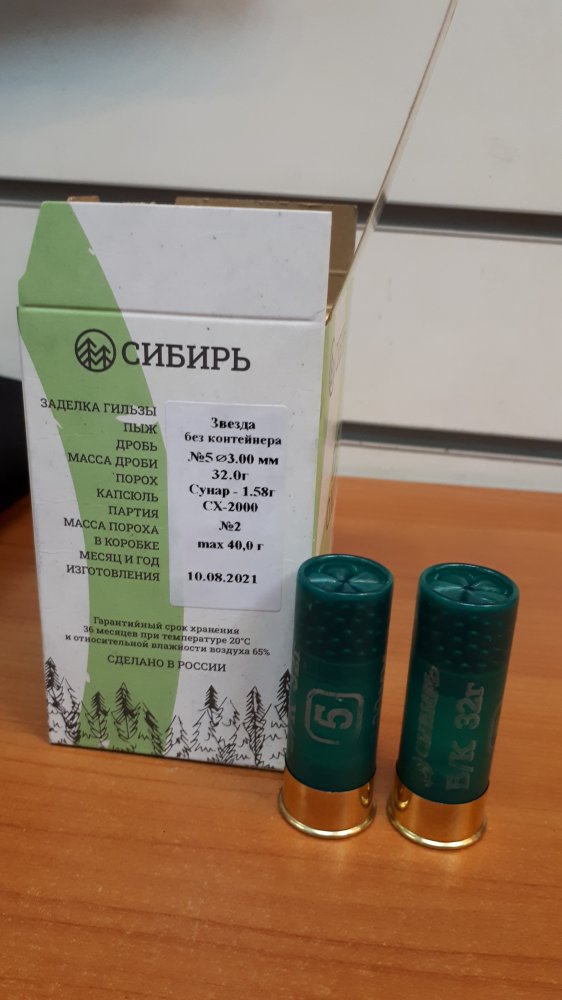 СИБИРЬ
ЗАДЕЛКА ГИЛЬЗЫ
ПЫЖ
ДРОБЬ
МАССА ДРОБИ
ПОРОХ
КАПСЮЛЬ
ПАРТИЯ
МАССА ПОРОХА
В КОРОБКЕ
МЕСЯЦ И ГОД
ИЗГОТОВЛЕНИЯ
Звезда
без контейнера
№5 ⌀3.00 мм
32.0г
Сунар - 1.58г
СХ-2000
№2
max 40,0 г
10.08.2021
Гарантийный срок хранения
36 месяцев при температуре 20°С
и относительной влажности воздуха 65%
СДЕЛАНО В РОССИИ
5
СИБИРЬ
Б/К 32г